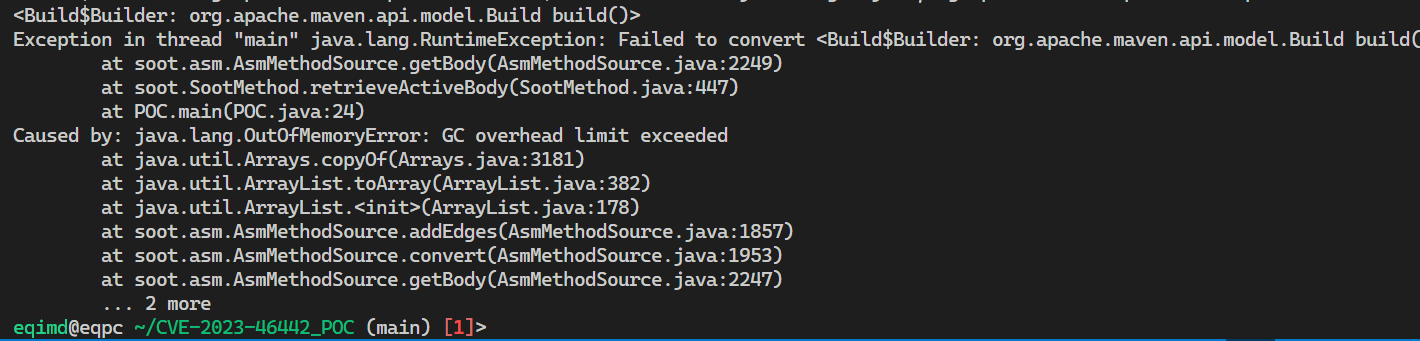 <Build$Builder: org.apache.maven.api.model.Build build()>
Exception in thread "main" java.lang.RuntimeException: Failed to convert <Build$Builder: org.apache.maven.api.model.Build build(
        at soot.asm.AsmMethodSource.getBody(AsmMethodSource.java:2249)
        at soot.SootMethod.retrieveActiveBody(SootMethod.java:447)
        at POC.main(POC.java:24)
Caused by: java.lang.OutOfMemoryError: GC overhead limit exceeded
        at java.util.Arrays.copyOf(Arrays.java:3181)
        at java.util.ArrayList.toArray(ArrayList.java:382)
        at java.util.ArrayList.<init>(ArrayList.java:178)
        at soot.asm.AsmMethodSource.addEdges(AsmMethodSource.java:1857)
        at soot.asm.AsmMethodSource.convert(AsmMethodSource.java:1953)
        at soot.asm.AsmMethodSource.getBody(AsmMethodSource.java:2247)
        ... 2 more
eqimd@eqpc ~/CVE-2023-46442_POC (main) [1]>